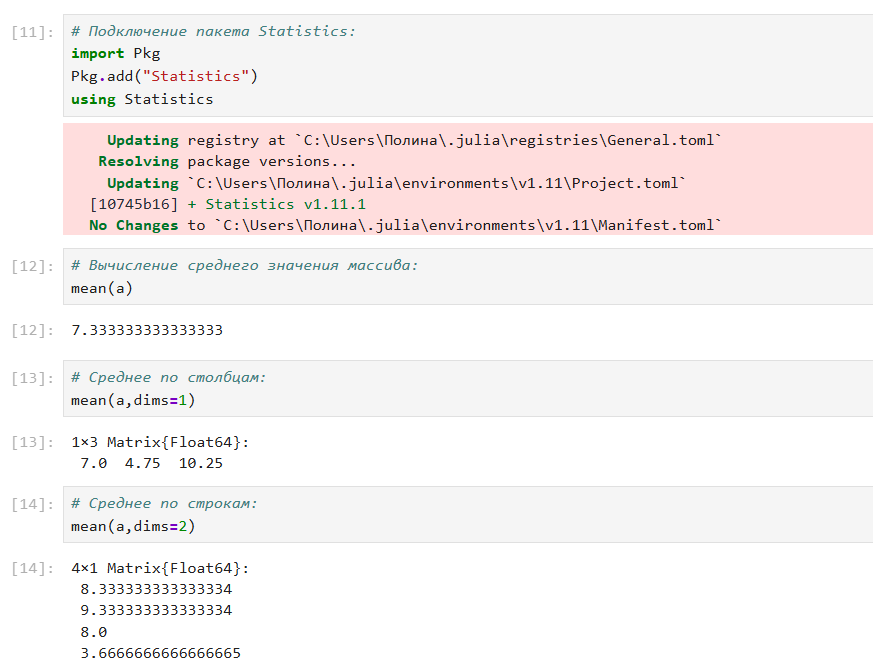 [11]: # Подключение пакета Statistics:
import Pkg
Pkg.add("Statistics")
using Statistics
Updating registry at `C:\Users\Полина\.julia\registries\General.toml`
Resolving package versions...
Updating `C:\Users\Полина\.julia\environments\v1.11\Project.toml`
[10745b16] + Statistics v1.11.1
No Changes to `C:\Users\Полина\.julia\environments\v1.11\Manifest.toml`
[12]: # Вычисление среднего значения массива:
mean(a)
[12]: 7.333333333333333
[13]: # Среднее по столбцам:
mean(a,dims=1)
[13]: 1×3 Matrix{Float64}:
7.0 4.75 10.25
[14]: # Среднее по строкам:
mean(a,dims=2)
[14]: 4×1 Matrix{Float64}:
8.333333333333334
9.333333333333334
8.0
3.6666666666666665